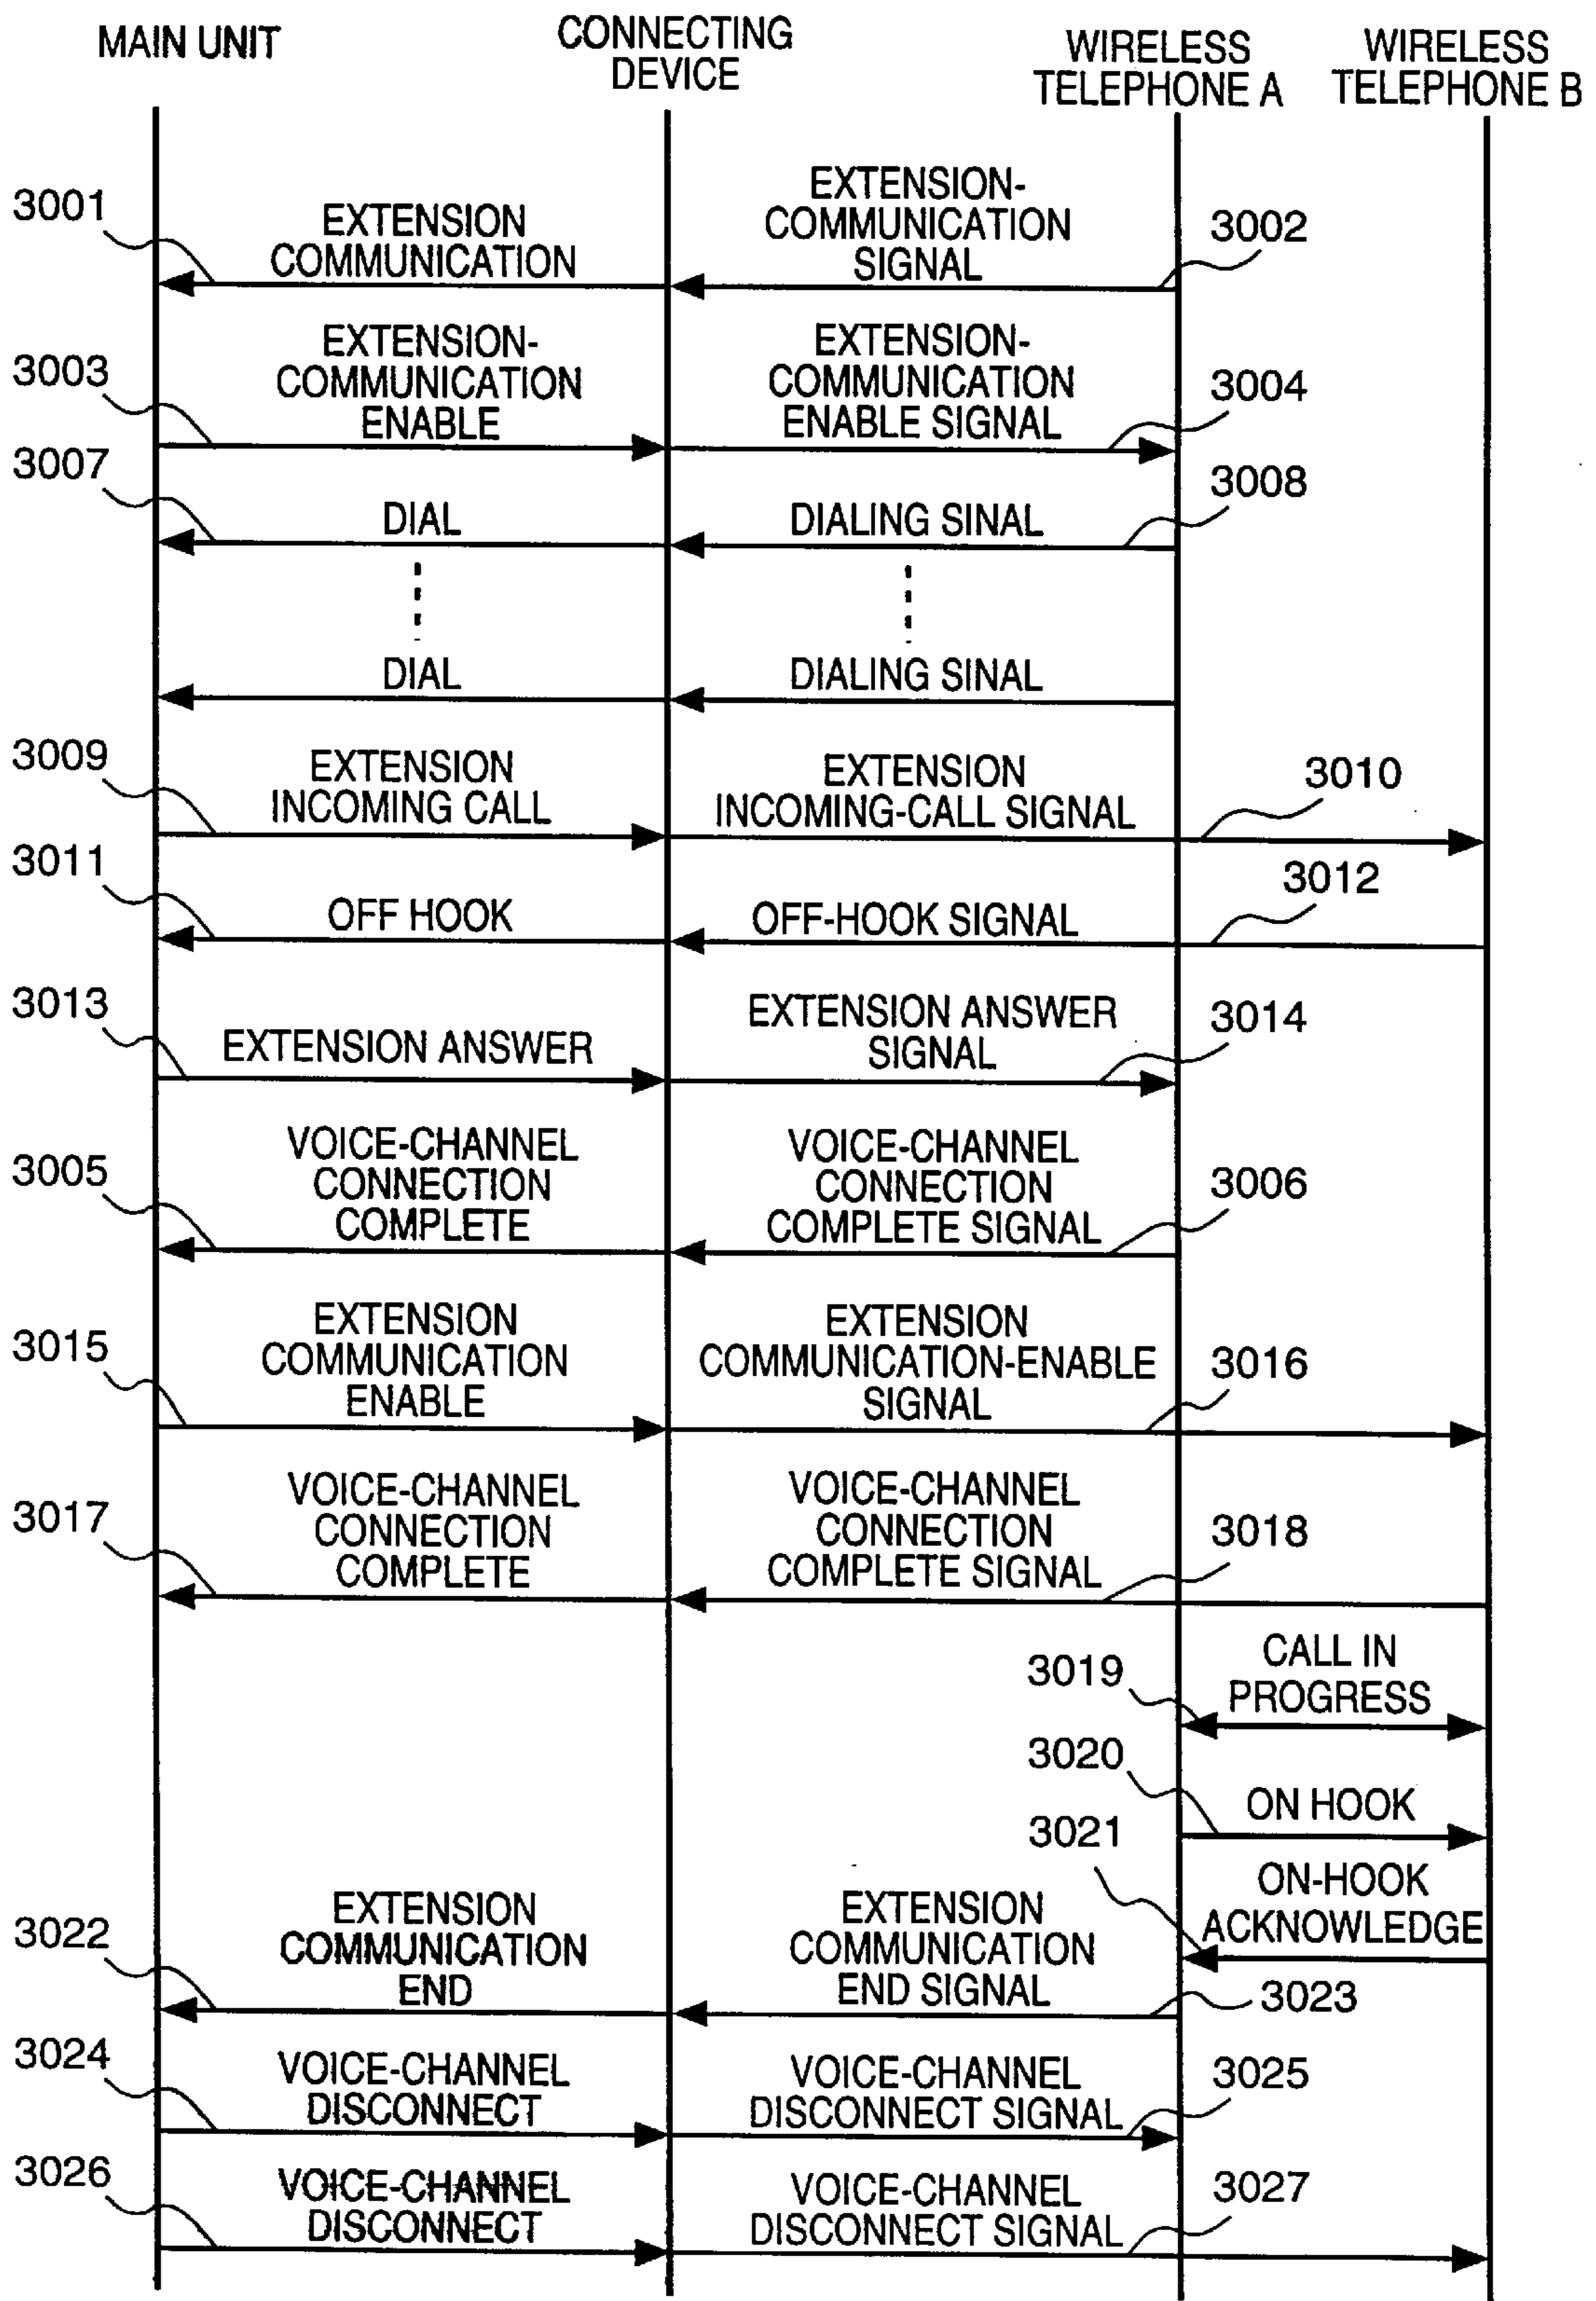 MAIN UNIT
CONNECTING
DEVICE
WIRELESS
TELEPHONE A
WIRELESS
TELEPHONE B
3001
EXTENSION
COMMUNICATION
EXTENSION-
COMMUNICATION
SIGNAL
3002
3003
EXTENSION-
COMMUNICATION
ENABLE
EXTENSION-
COMMUNICATION
ENABLE SIGNAL
3004
3007
DIAL
DIALING SINAL
3008
DIAL
DIALING SINAL
3009
EXTENSION
INCOMING CALL
EXTENSION
INCOMING-CALL SIGNAL
3010
3011
OFF HOOK
OFF-HOOK SIGNAL
3012
3013
EXTENSION ANSWER
EXTENSION ANSWER
SIGNAL
3014
3005
VOICE-CHANNEL
CONNECTION
COMPLETE
VOICE-CHANNEL
CONNECTION
COMPLETE SIGNAL
3006
3015
EXTENSION
COMMUNICATION
ENABLE
EXTENSION
COMMUNICATION-ENABLE
SIGNAL
3016
3017
VOICE-CHANNEL
CONNECTION
COMPLETE
VOICE-CHANNEL
CONNECTION
COMPLETE SIGNAL
3018
3019
CALL IN
PROGRESS
3020
ON HOOK
3021
ON-HOOK
ACKNOWLEDGE
3022
EXTENSION
COMMUNICATION
END
EXTENSION
COMMUNICATION
END SIGNAL
3023
3024
VOICE-CHANNEL
DISCONNECT
VOICE-CHANNEL
DISCONNECT SIGNAL
3025
3026
VOICE-CHANNEL
DISCONNECT
VOICE-CHANNEL
DISCONNECT SIGNAL
3027